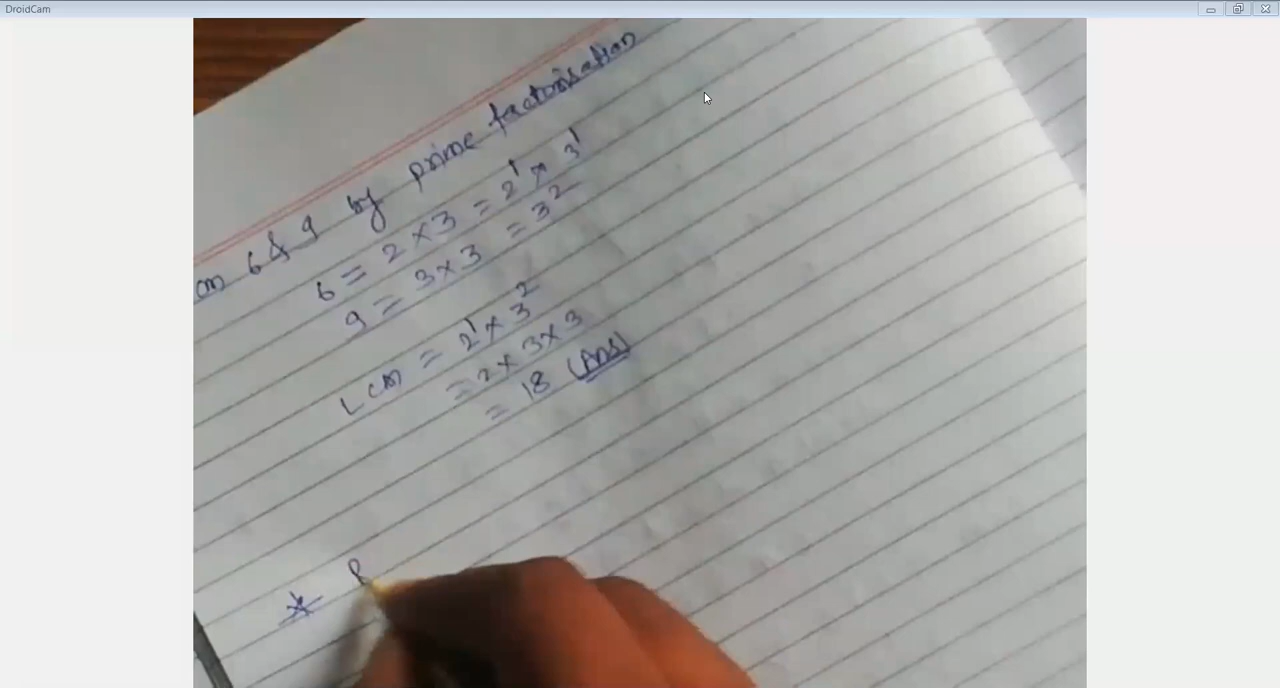 DroidCam
cm 6 & 9 by prime factorisation
6 = 2 × 3 = 2¹ × 3¹
9 = 3 × 3 = 3²
Lcm = 2¹ × 3²
= 2 × 3 × 3
= 18 (Ans)
*